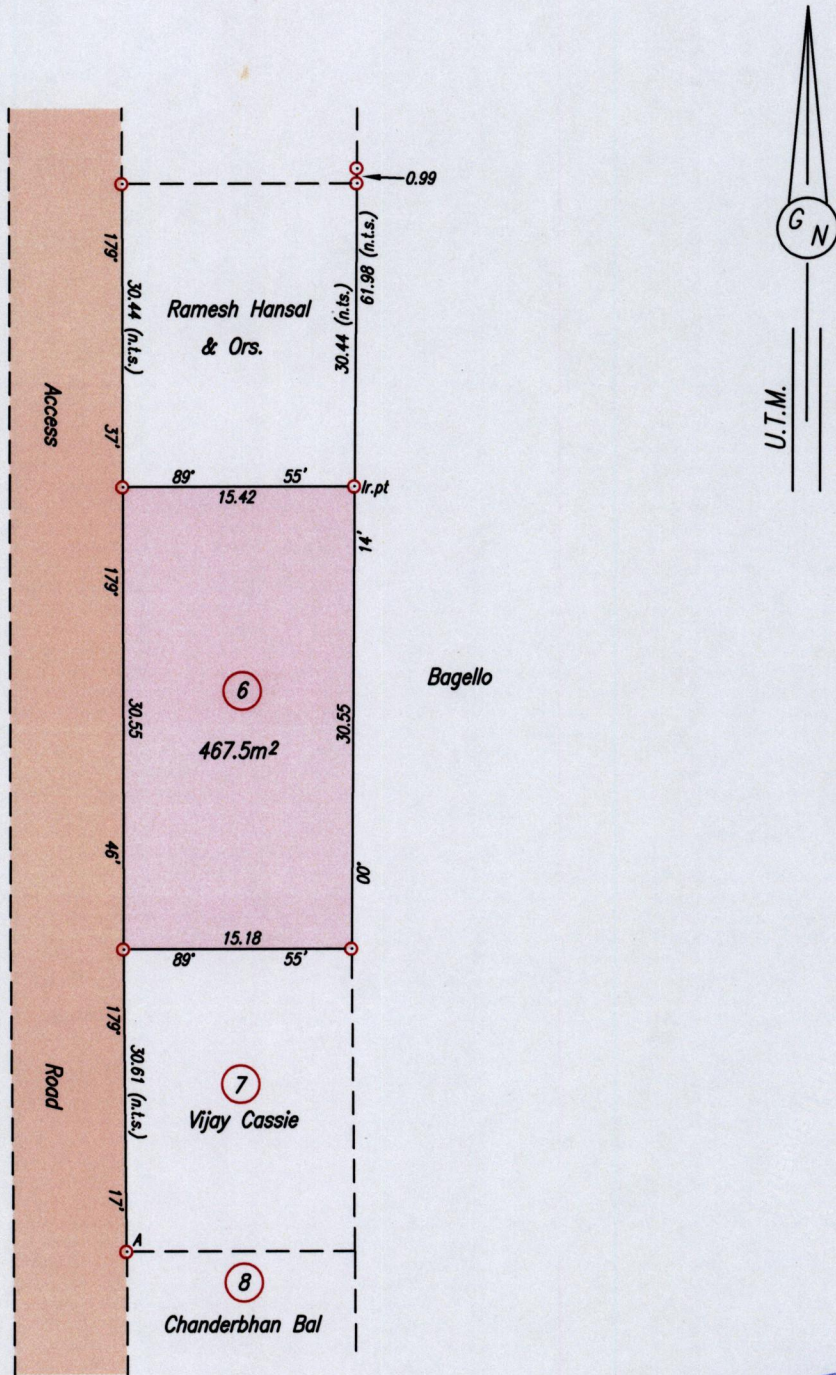 G N
U.T.M.
0.99
179°
37'
30.44 (n.t.s.)
Ramesh Hansal
& Ors.
30.44 (n.ts.)
61.98 (n.t.s.)
Access
89° 55'
15.42
Ir.pt
14'
179°
46'
30.55
6
467.5m²
30.55
00°
Bagello
15.18
89° 55'
179°
17'
30.61 (n.t.s.)
7
Vijay Cassie
Road
A
8
Chanderbhan Bal